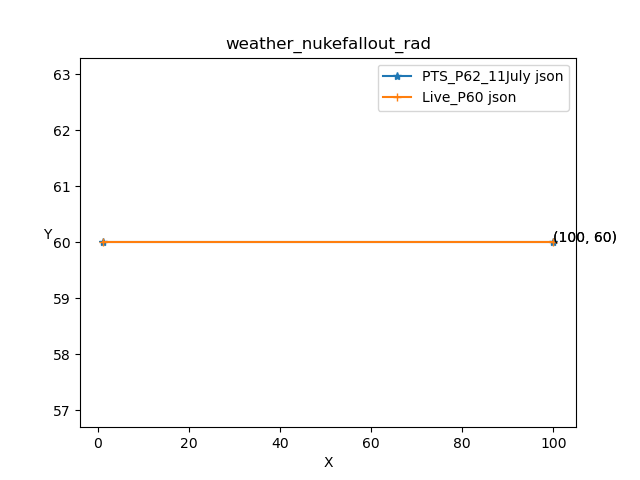 weather_nukefallout_rad
PTS_P62_11July json
Live_P60 json
63
62
61
Y
60
(100, 60)
59
58
57
0
20
40
60
80
100
X